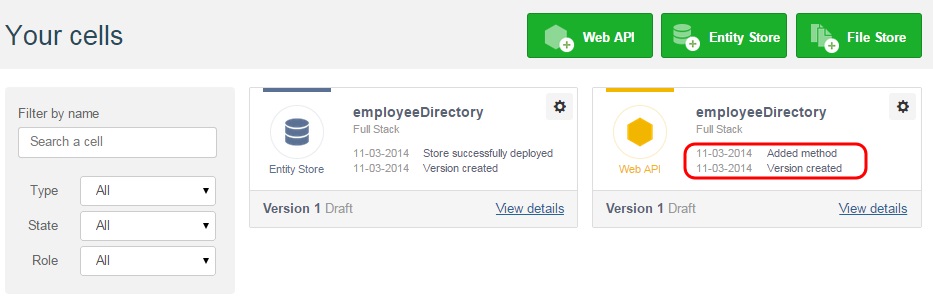 Your cells
Web API
Entity Store
File Store
Filter by name
Search a cell
Type All
State All
Role All
employeeDirectory
Full Stack
11-03-2014 Store successfully deployed
11-03-2014 Version created
Entity Store
Version 1 Draft
View details
employeeDirectory
Full Stack
11-03-2014 Added method
11-03-2014 Version created
Web API
Version 1 Draft
View details